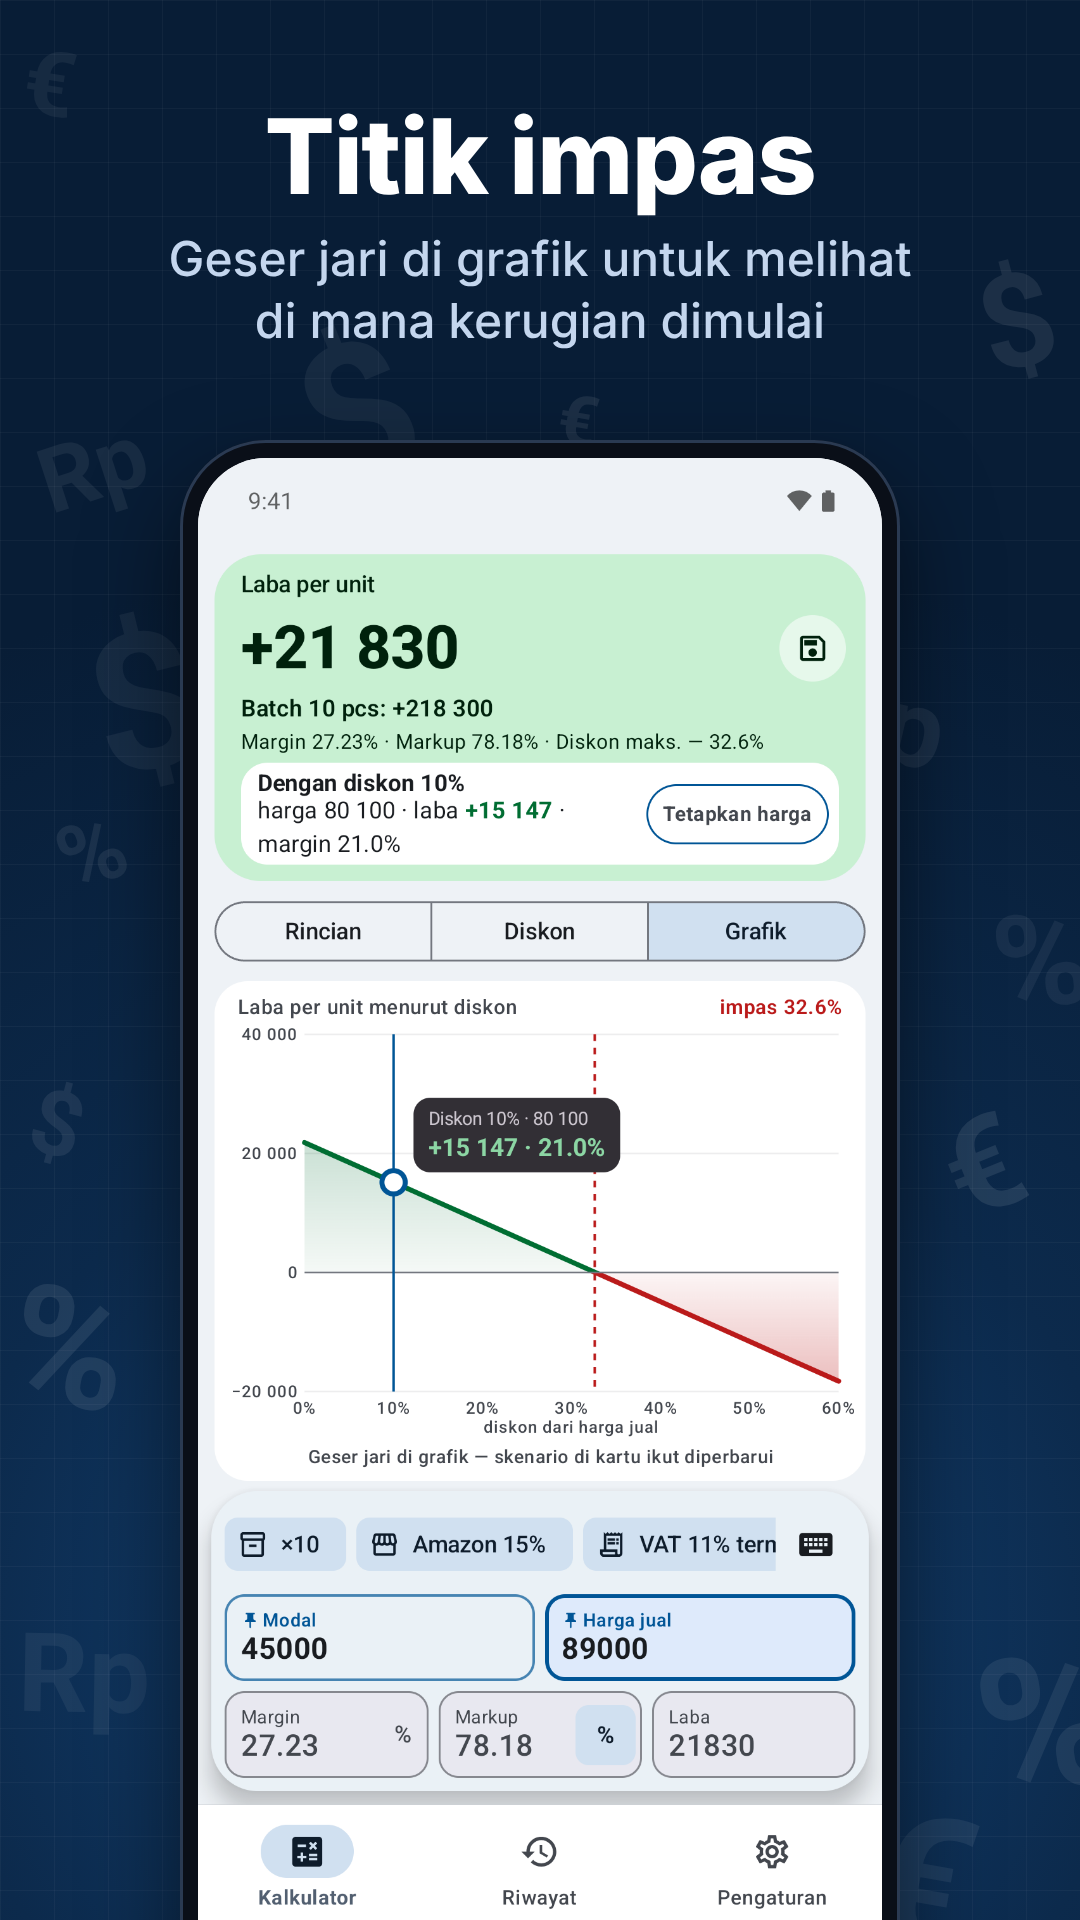 Titik impas
Geser jari di grafik untuk melihat
di mana kerugian dimulai
9:41
Laba per unit
+21 830
Batch 10 pcs: +218 300
Margin 27.23% · Markup 78.18% · Diskon maks. — 32.6%
Dengan diskon 10%
harga 80 100 · laba +15 147 ·
margin 21.0%
Tetapkan harga
Rincian
Diskon
Grafik
Laba per unit menurut diskon
impas 32.6%
40 000
Diskon 10% · 80 100
+15 147 · 21.0%
20 000
0
−20 000
0%
10%
20%
30%
40%
50%
60%
diskon dari harga jual
Geser jari di grafik — skenario di kartu ikut diperbarui
×10
Amazon 15%
VAT 11% tern
Modal
45000
Harga jual
89000
Margin
27.23
%
Markup
78.18
%
Laba
21830
Kalkulator
Riwayat
Pengaturan
€
$
$
€
Rp
$
p
%
%
$
€
%
Rp
%
€